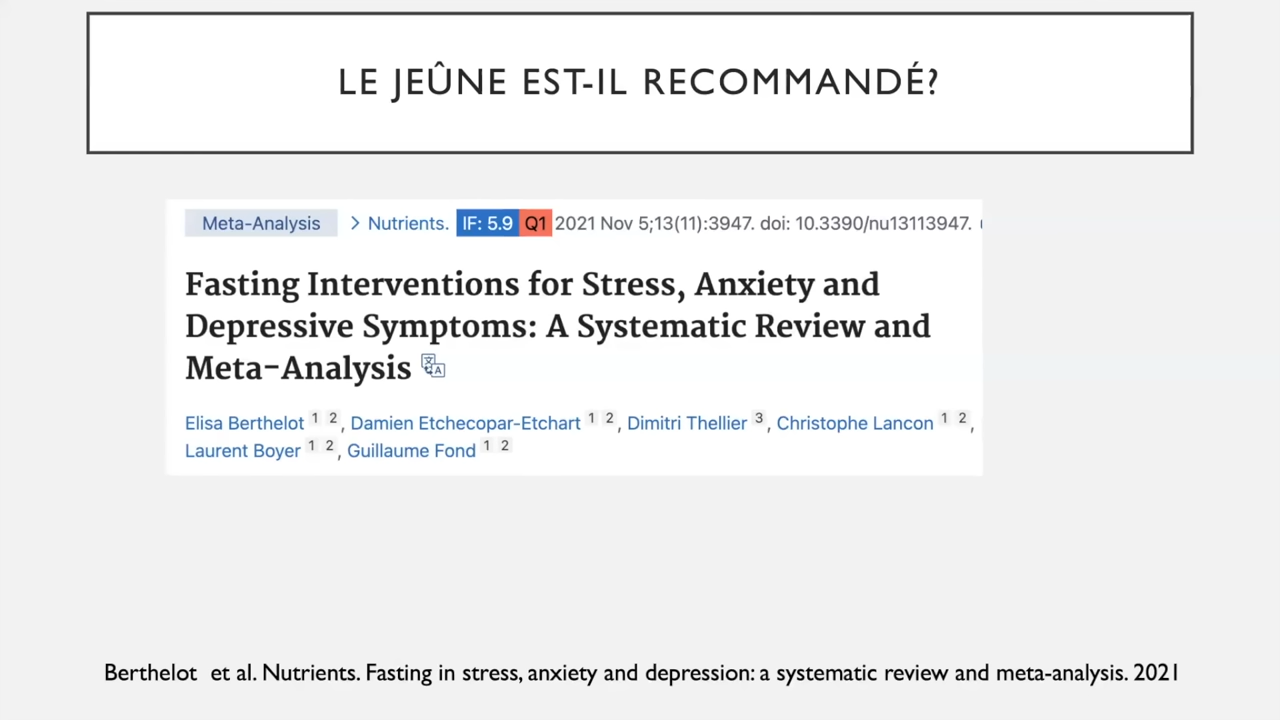 LE JEÛNE EST-IL RECOMMANDÉ?
Meta-Analysis > Nutrients. IF: 5.9 Q1 2021 Nov 5;13(11):3947. doi: 10.3390/nu13113947.
Fasting Interventions for Stress, Anxiety and
Depressive Symptoms: A Systematic Review and
Meta-Analysis
Elisa Berthelot 1 2, Damien Etchecopar-Etchart 1 2, Dimitri Thellier 3, Christophe Lancon 1 2,
Laurent Boyer 1 2, Guillaume Fond 1 2
Berthelot et al. Nutrients. Fasting in stress, anxiety and depression: a systematic review and meta-analysis. 2021